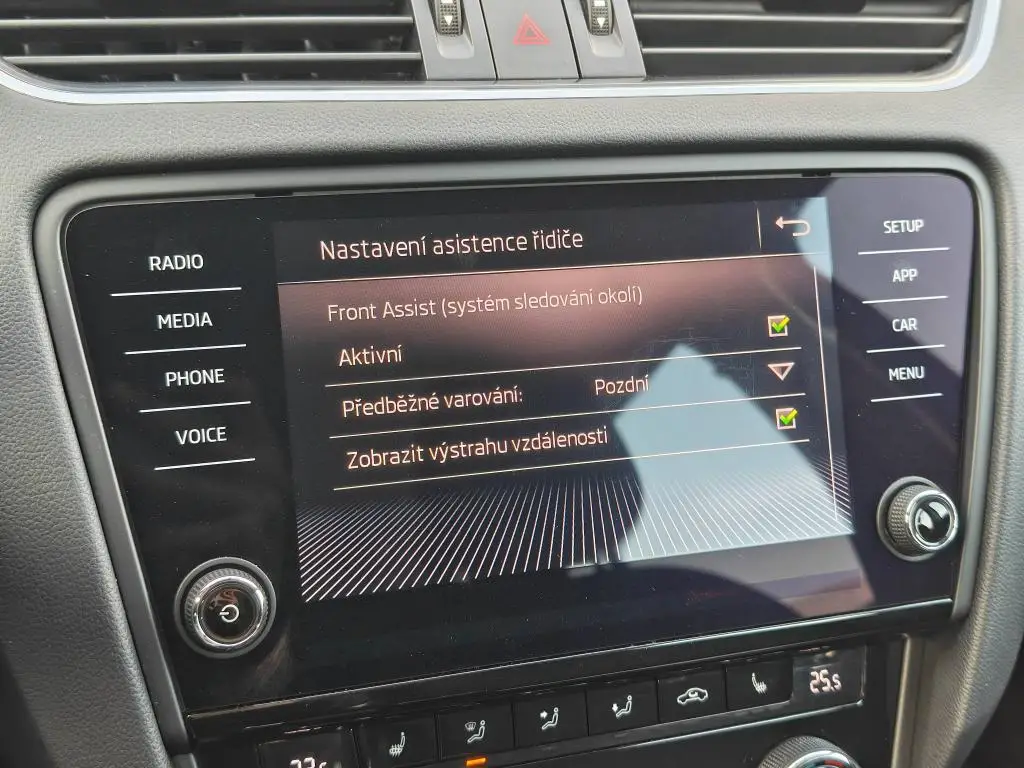 Nastavení asistence řidiče
Front Assist (systém sledování okolí)
Aktivní
Předběžné varování: Pozdní
Zobrazit výstrahu vzdálenosti
RADIO
MEDIA
PHONE
VOICE
SETUP
APP
CAR
MENU
25.5